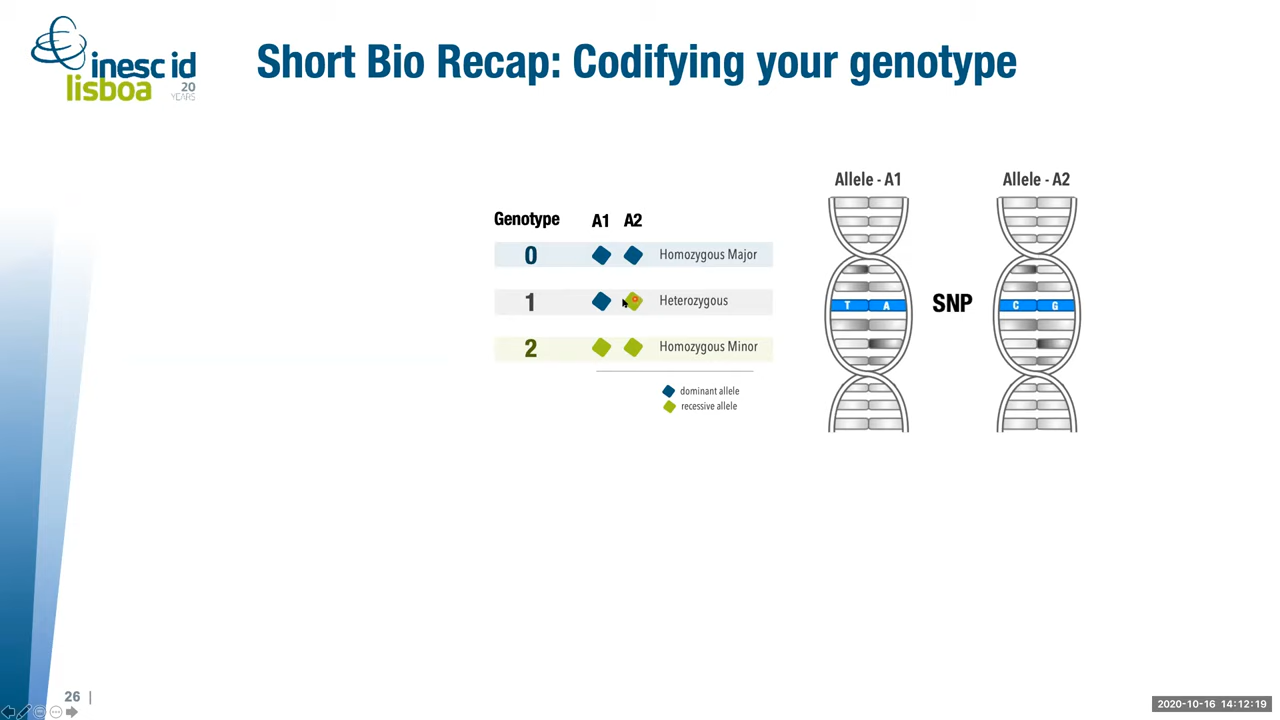 inesc id
lisboa
20
YEARS
Short Bio Recap: Codifying your genotype
Genotype A1 A2
0 Homozygous Major
1 Heterozygous
2 Homozygous Minor
dominant allele
recessive allele
Allele - A1
Allele - A2
T A
SNP
C G
26 |
2020-10-16 14:12:19